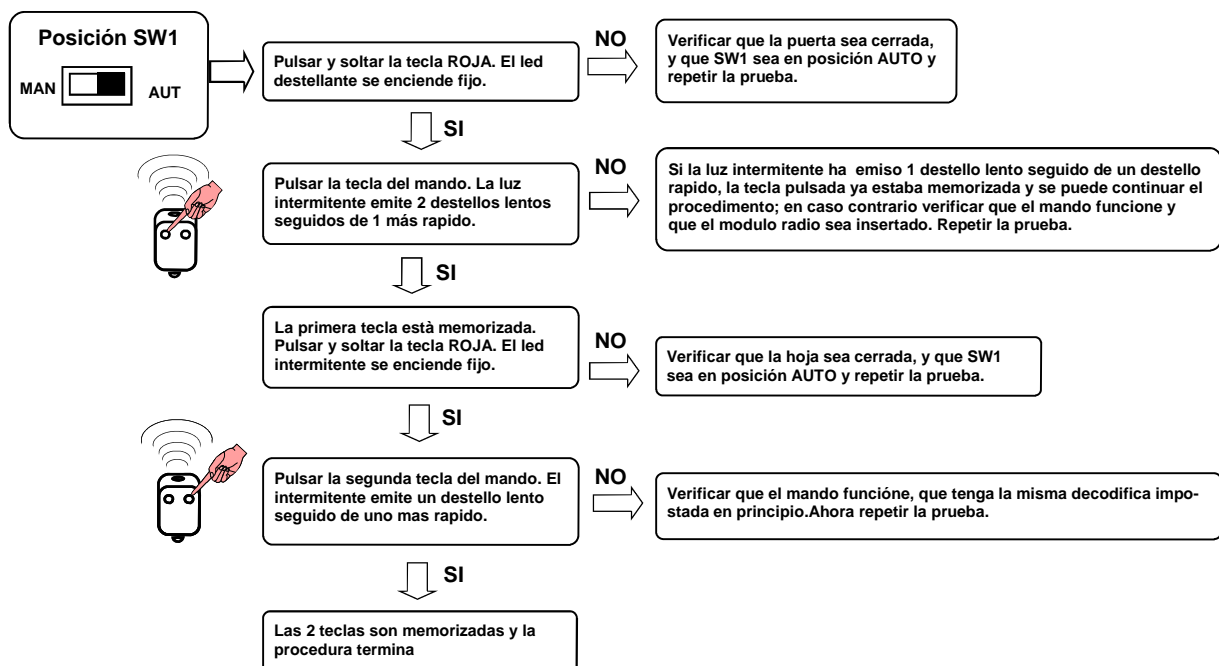 Posición SW1
MAN
AUT
Pulsar y soltar la tecla ROJA. El led
destellante se enciende fijo.
NO
Verificar que la puerta sea cerrada,
y que SW1 sea en posición AUTO y
repetir la prueba.
SI
Pulsar la tecla del mando. La luz
intermitente emite 2 destellos lentos
seguidos de 1 más rapido.
NO
Si la luz intermitente ha emiso 1 destello lento seguido de un destello
rapido, la tecla pulsada ya estaba memorizada y se puede continuar el
procedimento; en caso contrario verificar que el mando funcione y
que el modulo radio sea insertado. Repetir la prueba.
SI
La primera tecla està memorizada.
Pulsar y soltar la tecla ROJA. El led
intermitente se enciende fijo.
NO
Verificar que la hoja sea cerrada, y que SW1
sea en posición AUTO y repetir la prueba.
SI
Pulsar la segunda tecla del mando. El
intermitente emite un destello lento
seguido de uno mas rapido.
NO
Verificar que el mando funcióne, que tenga la misma decodifica impo-
stada en principio.Ahora repetir la prueba.
SI
Las 2 teclas son memorizadas y la
procedura termina